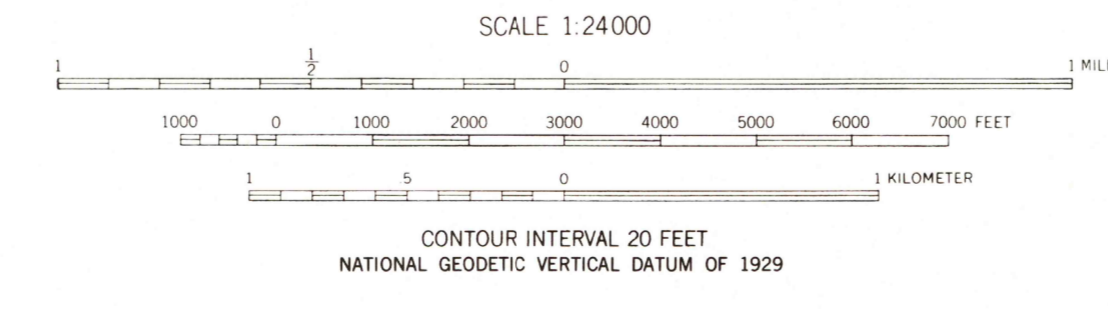 SCALE 1:24000
1 1/2 0 1 MIL
1000 0 1000 2000 3000 4000 5000 6000 7000 FEET
1 .5 0 1 KILOMETER
CONTOUR INTERVAL 20 FEET
NATIONAL GEODETIC VERTICAL DATUM OF 1929